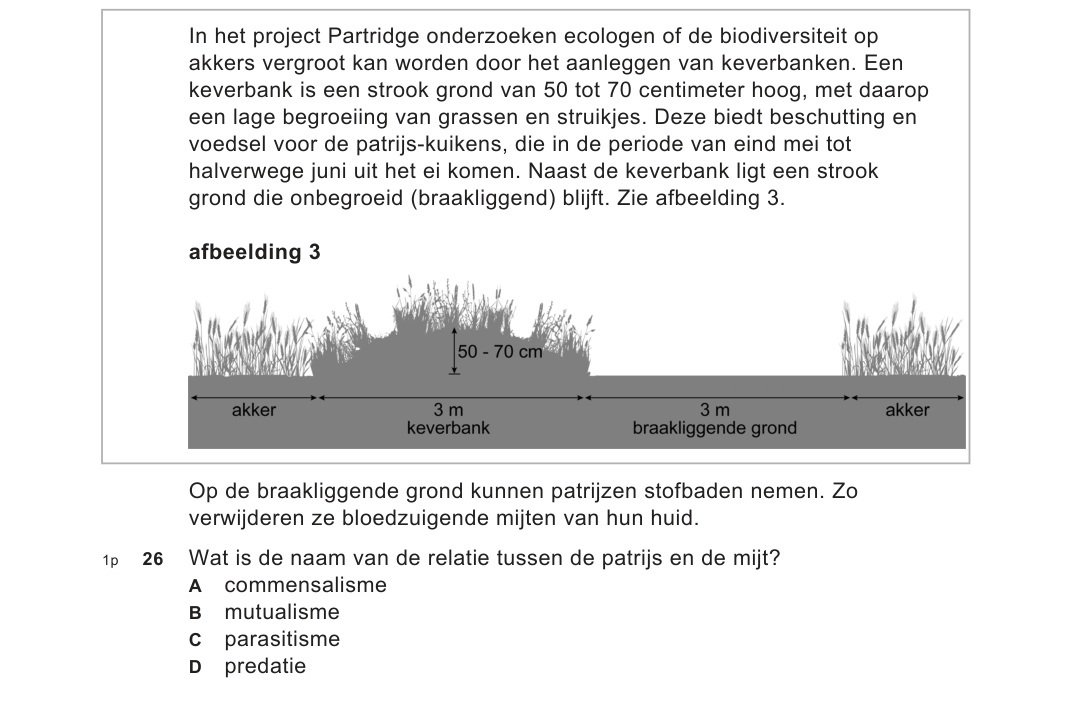 In het project Partridge onderzoeken ecologen of de biodiversiteit op
akkers vergroot kan worden door het aanleggen van keverbanken. Een
keverbank is een strook grond van 50 tot 70 centimeter hoog, met daarop
een lage begroeiing van grassen en struikjes. Deze biedt beschutting en
voedsel voor de patrijs-kuikens, die in de periode van eind mei tot
halverwege juni uit het ei komen. Naast de keverbank ligt een strook
grond die onbegroeid (braakliggend) blijft. Zie afbeelding 3.
afbeelding 3
50 - 70 cm
akker 3 m 3 m akker
keverbank braakliggende grond
Op de braakliggende grond kunnen patrijzen stofbaden nemen. Zo
verwijderen ze bloedzuigende mijten van hun huid.
1p 26 Wat is de naam van de relatie tussen de patrijs en de mijt?
A commensalisme
B mutualisme
C parasitisme
D predatie